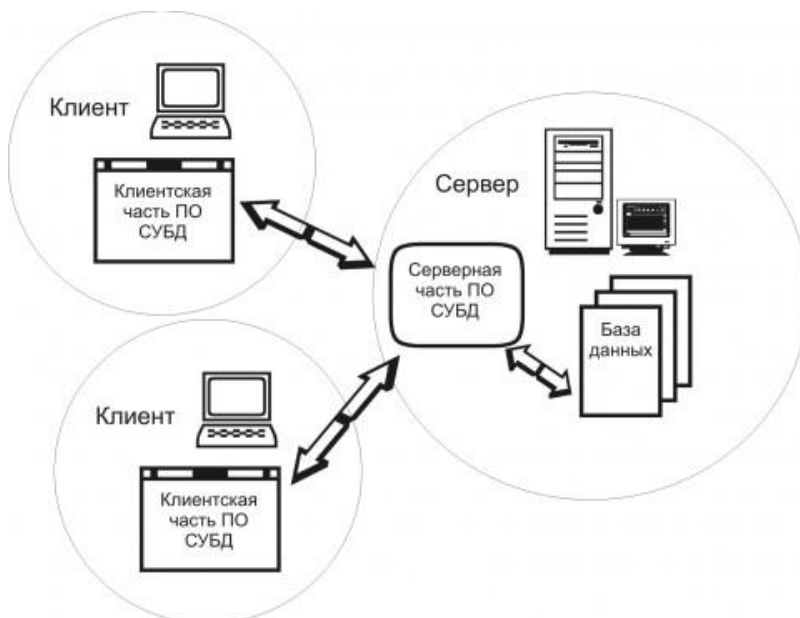 Клиент
Клиентская
часть ПО
СУБД
Сервер
Серверная
часть ПО
СУБД
База
данных
Клиент
Клиентская
часть ПО
СУБД